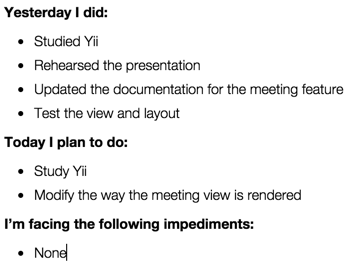 Yesterday I did:
• Studied Yii
• Rehearsed the presentation
• Updated the documentation for the meeting feature
• Test the view and layout
Today I plan to do:
• Study Yii
• Modify the way the meeting view is rendered
I'm facing the following impediments:
• None